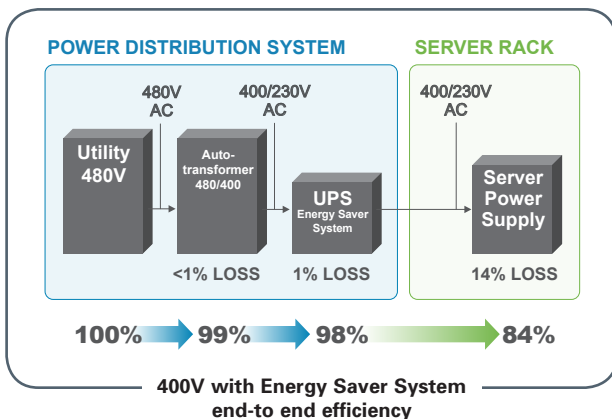 POWER DISTRIBUTION SYSTEM
SERVER RACK
480V
AC
400/230V
AC
400/230V
AC
Utility
480V
Auto-
transformer
480/400
UPS
Energy Saver
System
Server
Power
Supply
<1% LOSS
1% LOSS
14% LOSS
100%
99%
98%
84%
400V with Energy Saver System
end-to end efficiency